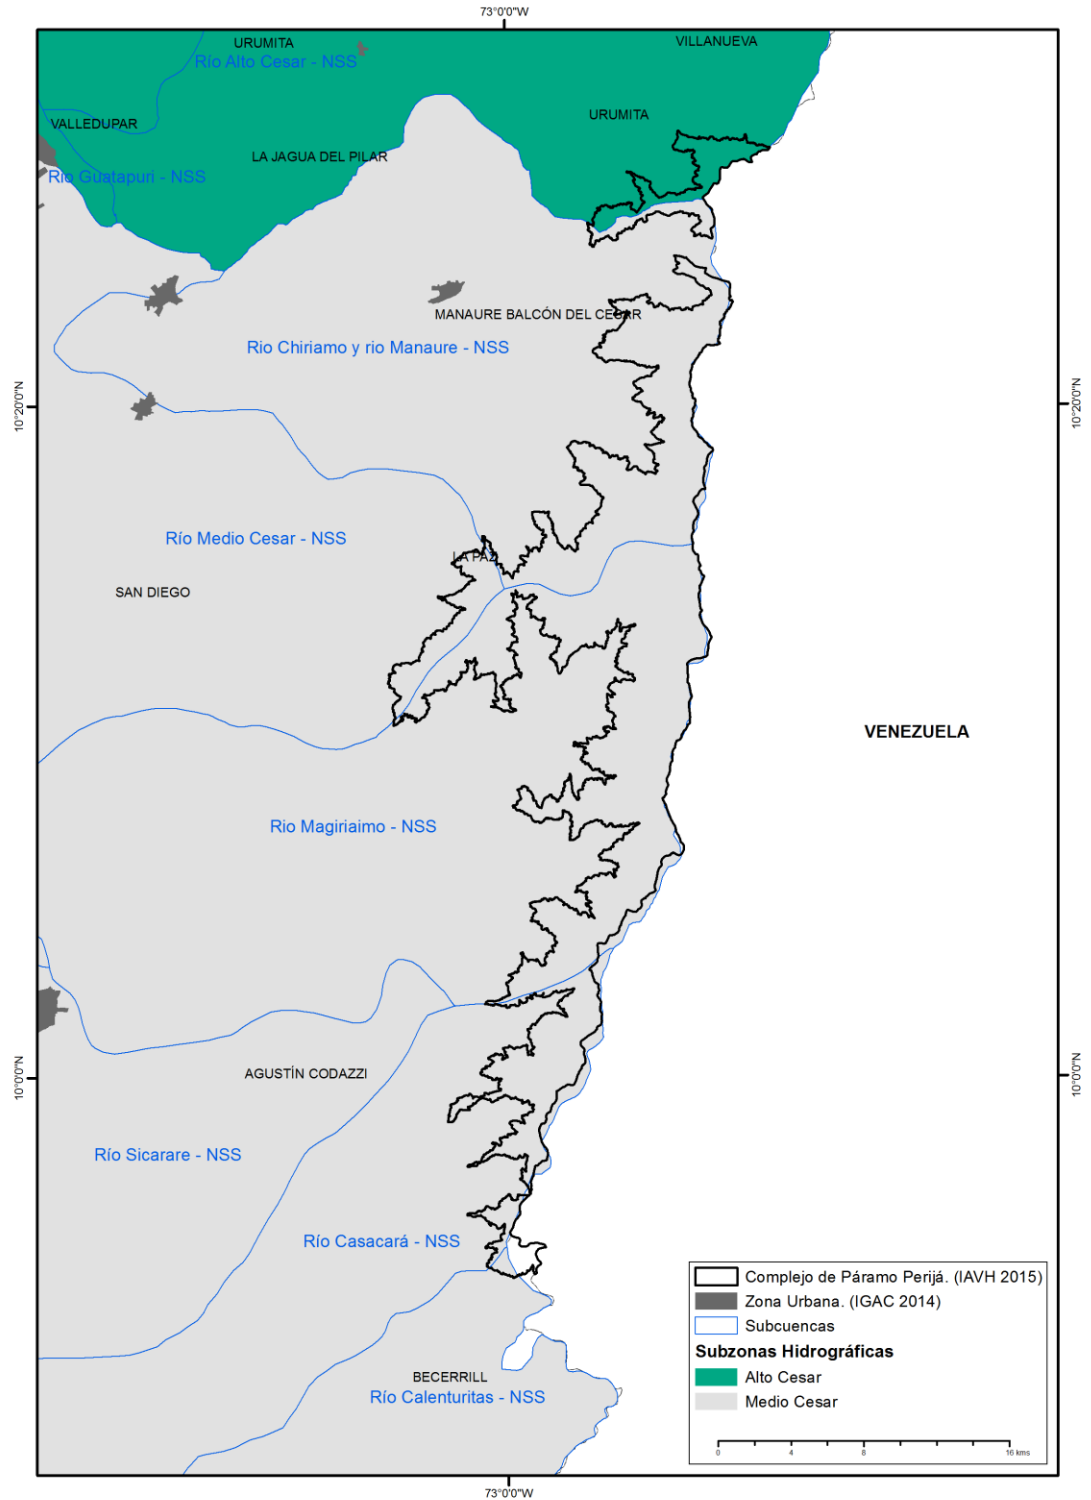 73°0'0"W
URUMITA
VILLANUEVA
Río Alto Cesar - NSS
URUMITA
VALLEDUPAR
LA JAGUA DEL PILAR
Rio Guatapuri - NSS
MANAURE BALCÓN DEL CESAR
Rio Chiriamo y rio Manaure - NSS
10°20'0"N
10°20'0"N
Río Medio Cesar - NSS
LA PAZ
SAN DIEGO
VENEZUELA
Rio Magiriaimo - NSS
10°0'0"N
10°0'0"N
AGUSTÍN CODAZZI
Río Sicarare - NSS
Río Casacará - NSS
BECERRILL
Río Calenturitas - NSS
Complejo de Páramo Perijá. (IAVH 2015)
Zona Urbana. (IGAC 2014)
Subcuencas
Subzonas Hidrográficas
Alto Cesar
Medio Cesar
0 4 8 16 kms
73°0'0"W